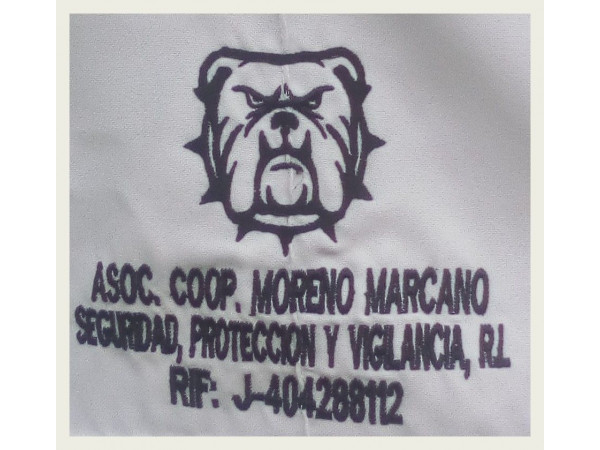 ASOC. COOP. MORENO MARCANO
SEGURIDAD, PROTECCION Y VIGILANCIA, R.L
RIF: J-404288112